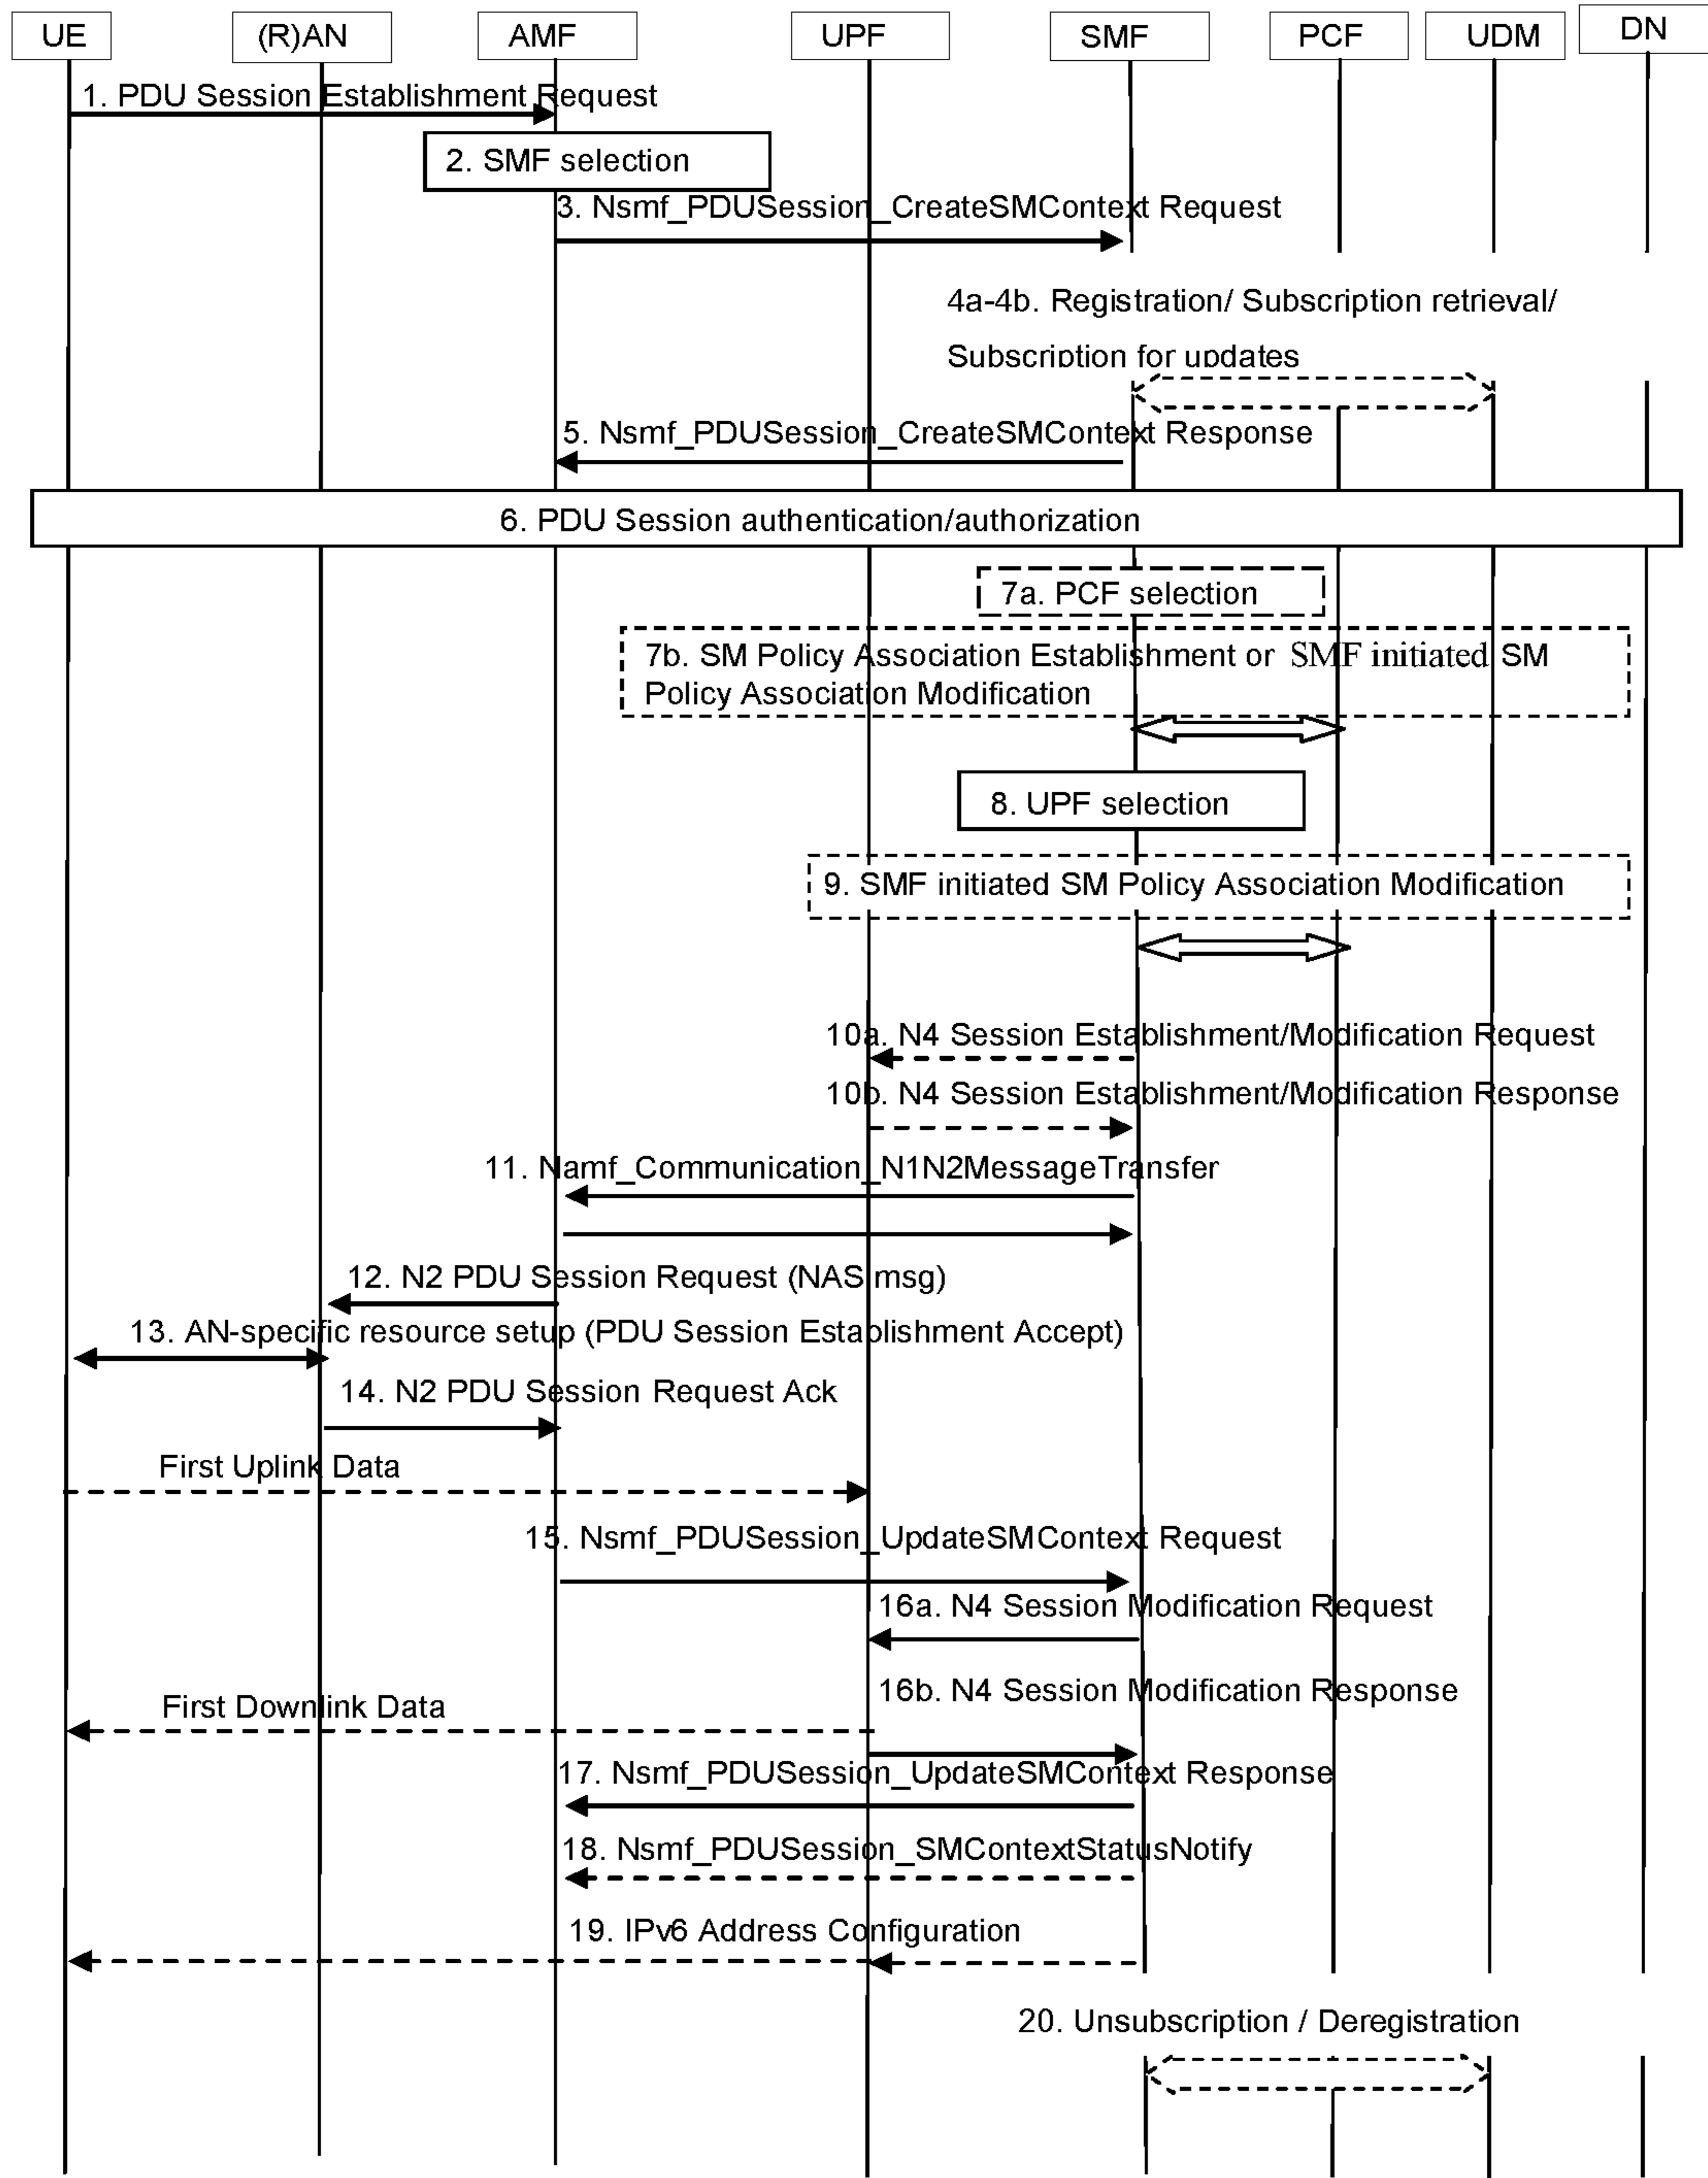 UE
(R)AN
AMF
UPF
SMF
PCF
UDM
DN
1. PDU Session Establishment Request
2. SMF selection
3. Nsmf_PDUSession_CreateSMContext Request
4a-4b. Registration/ Subscription retrieval/
Subscription for updates
5. Nsmf_PDUSession_CreateSMContext Response
6. PDU Session authentication/authorization
7a. PCF selection
7b. SM Policy Association Establishment or SMF initiated SM
Policy Association Modification
8. UPF selection
9. SMF initiated SM Policy Association Modification
10a. N4 Session Establishment/Modification Request
10b. N4 Session Establishment/Modification Response
11. Namf_Communication_N1N2MessageTransfer
12. N2 PDU Session Request (NAS msg)
13. AN-specific resource setup (PDU Session Establishment Accept)
14. N2 PDU Session Request Ack
First Uplink Data
15. Nsmf_PDUSession_UpdateSMContext Request
16a. N4 Session Modification Request
16b. N4 Session Modification Response
First Downlink Data
17. Nsmf_PDUSession_UpdateSMContext Response
18. Nsmf_PDUSession_SMContextStatusNotify
19. IPv6 Address Configuration
20. Unsubscription / Deregistration